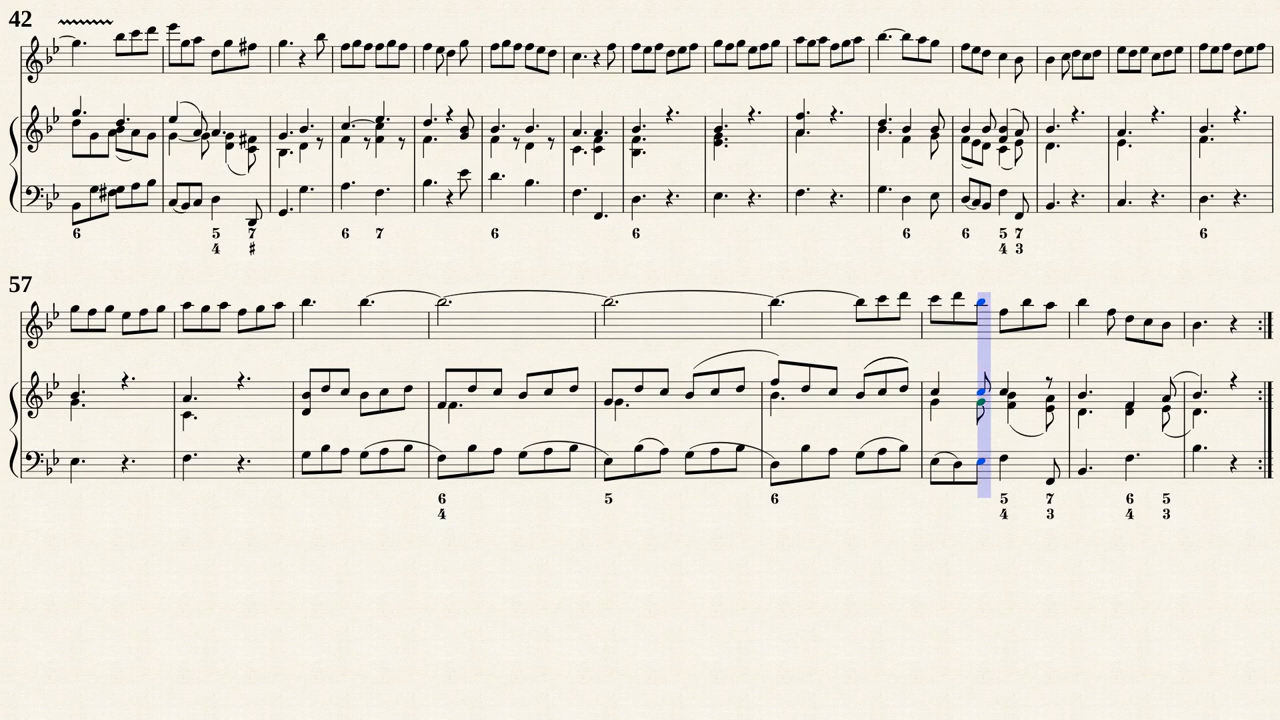 42
6 5 7 6 7 6 6 6 6 5 7 6
4 ♯ 4 3
57
6 5 6 5 7 6 5
4 4 3 4 3